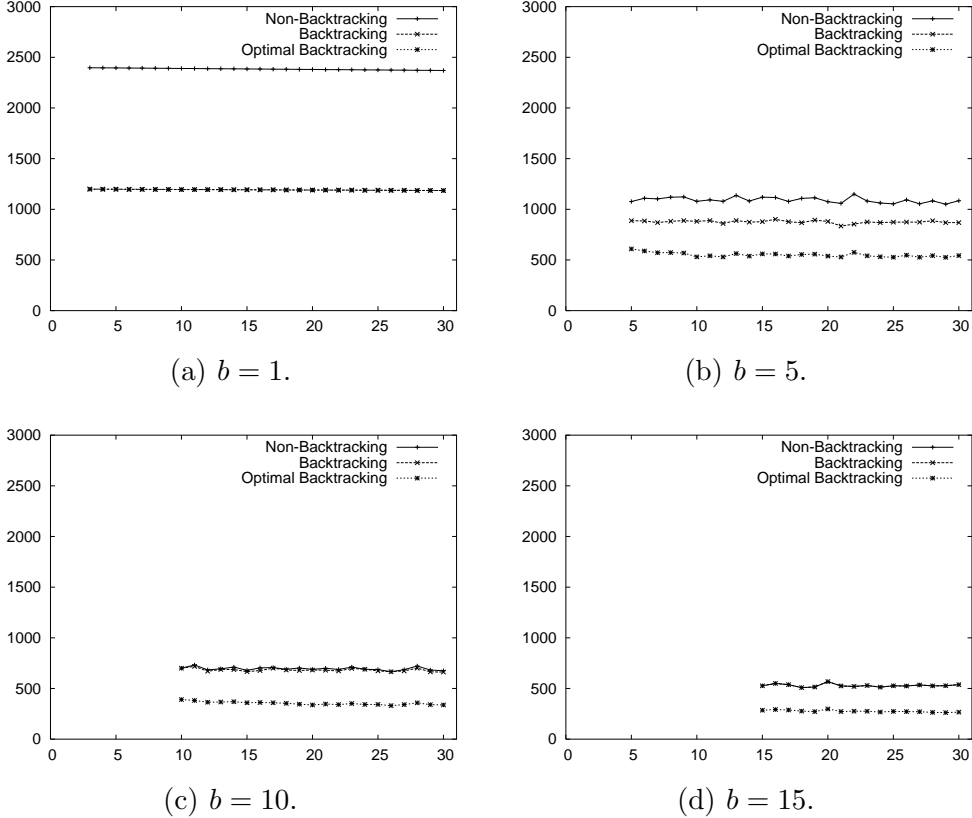 3000
2500
2000
1500
1000
500
0
Non-Backtracking
Backtracking
Optimal Backtracking
0 5 10 15 20 25 30
(a) b = 1.
3000
2500
2000
1500
1000
500
0
Non-Backtracking
Backtracking
Optimal Backtracking
0 5 10 15 20 25 30
(b) b = 5.
3000
2500
2000
1500
1000
500
0
Non-Backtracking
Backtracking
Optimal Backtracking
0 5 10 15 20 25 30
(c) b = 10.
3000
2500
2000
1500
1000
500
0
Non-Backtracking
Backtracking
Optimal Backtracking
0 5 10 15 20 25 30
(d) b = 15.